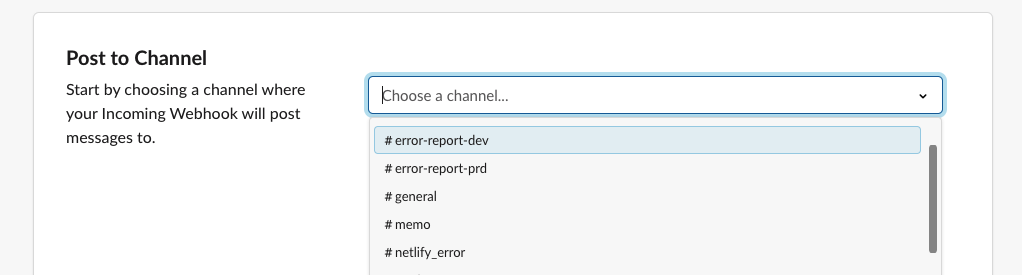 Post to Channel
Start by choosing a channel where
your Incoming Webhook will post
messages to.
Choose a channel...
# error-report-dev
# error-report-prd
# general
# memo
# netlify_error